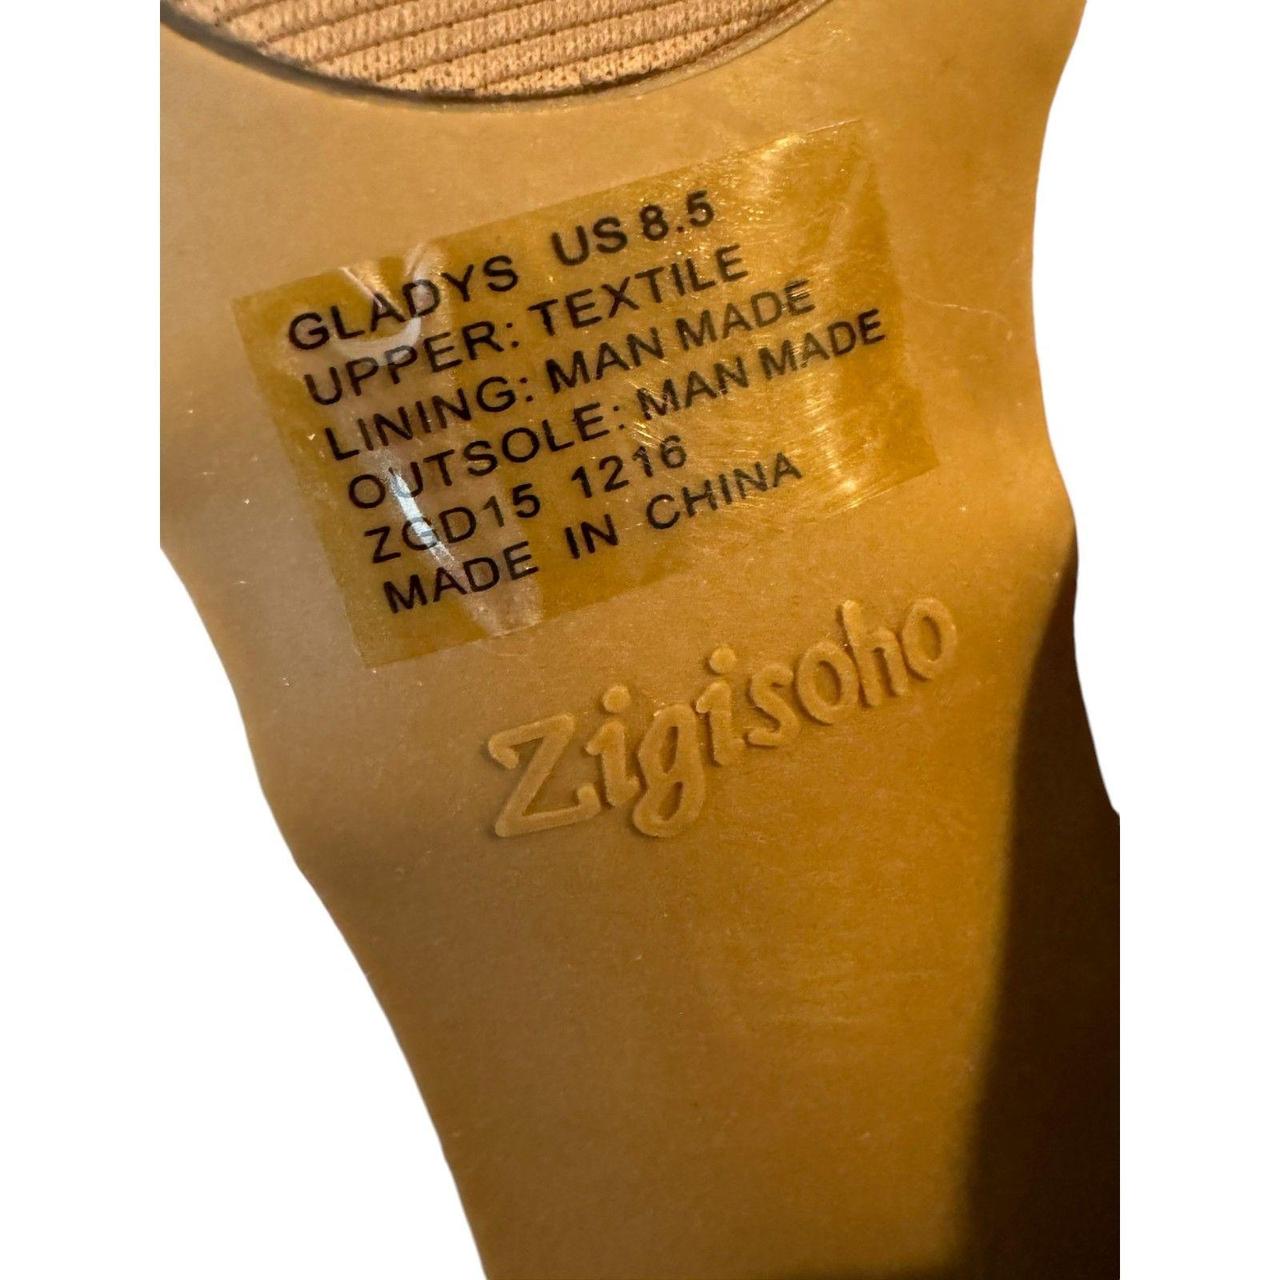 GLADYS US 8.5
UPPER: TEXTILE
LINING: MAN MADE
OUTSOLE: MAN MADE
ZGD15 1216
MADE IN CHINA
Zigisoho